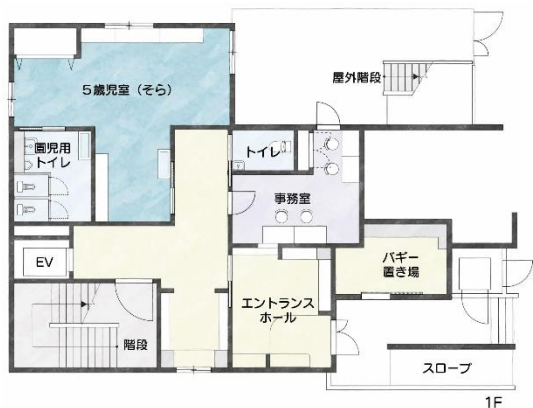 屋外階段
5歳児室（そら）
園児用
トイレ
トイレ
事務室
EV
バギー
置き場
エントランス
ホール
階段
スロープ
1F